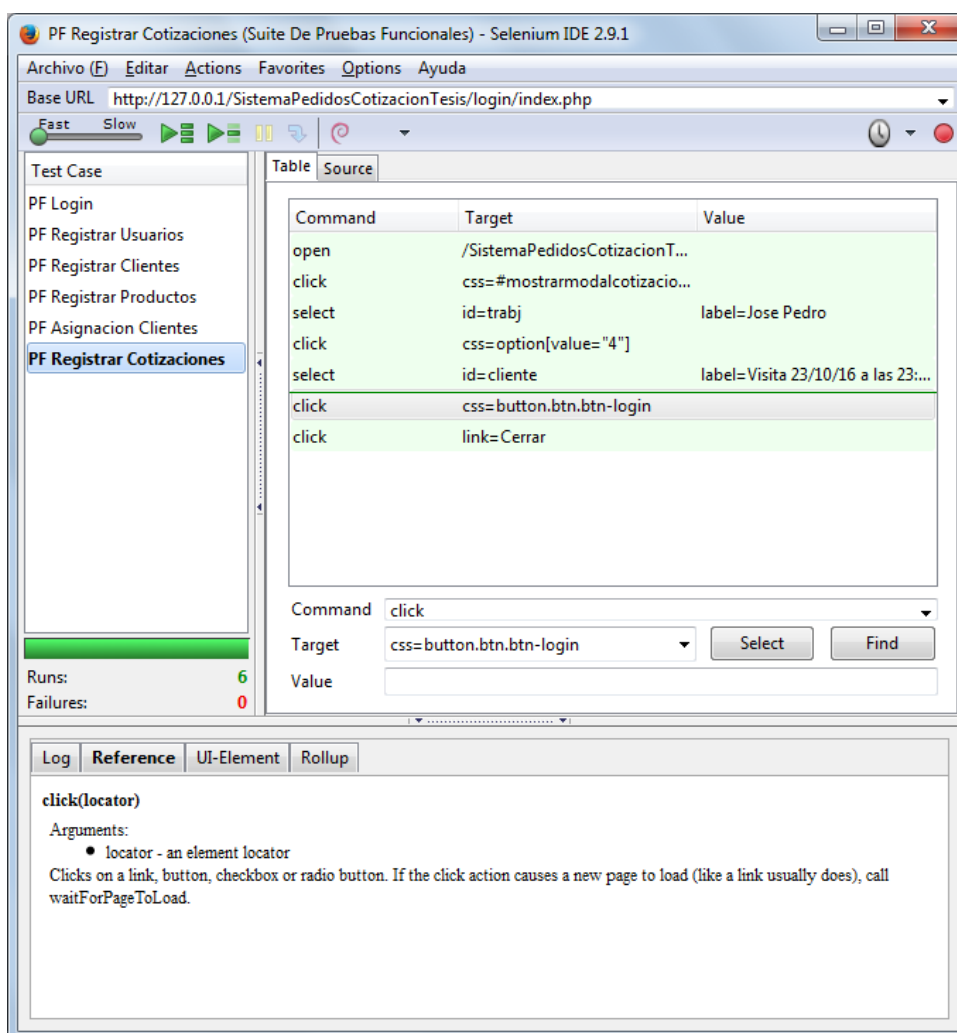 PF Registrar Cotizaciones (Suite De Pruebas Funcionales) - Selenium IDE 2.9.1
Archivo (F) Editar Actions Favorites Options Ayuda
Base URL http://127.0.0.1/SistemaPedidosCotizacionTesis/login/index.php
Fast Slow
Test Case
PF Login
PF Registrar Usuarios
PF Registrar Clientes
PF Registrar Productos
PF Asignacion Clientes
PF Registrar Cotizaciones
Runs: 6
Failures: 0
Table Source
Command Target Value
open /SistemaPedidosCotizacionT...
click css=#mostrarmodalcotizacio...
select id=trabj label=Jose Pedro
click css=option[value="4"]
select id=cliente label=Visita 23/10/16 a las 23:...
click css=button.btn.btn-login
click link=Cerrar
Command click
Target css=button.btn.btn-login Select Find
Value
Log Reference UI-Element Rollup
click(locator)
Arguments:
locator - an element locator
Clicks on a link, button, checkbox or radio button. If the click action causes a new page to load (like a link usually does), call
waitForPageToLoad.